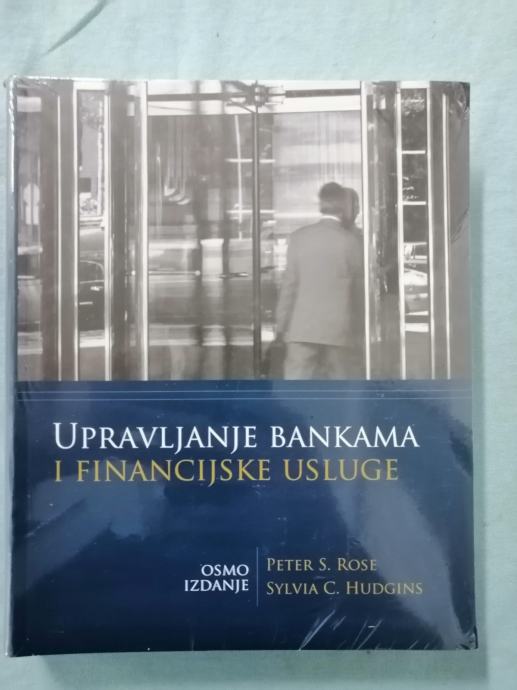 UPRAVLJANJE BANKAMA
I FINANCIJSKE USLUGE
OSMO
IZDANJE
PETER S. ROSE
SYLVIA C. HUDGINS